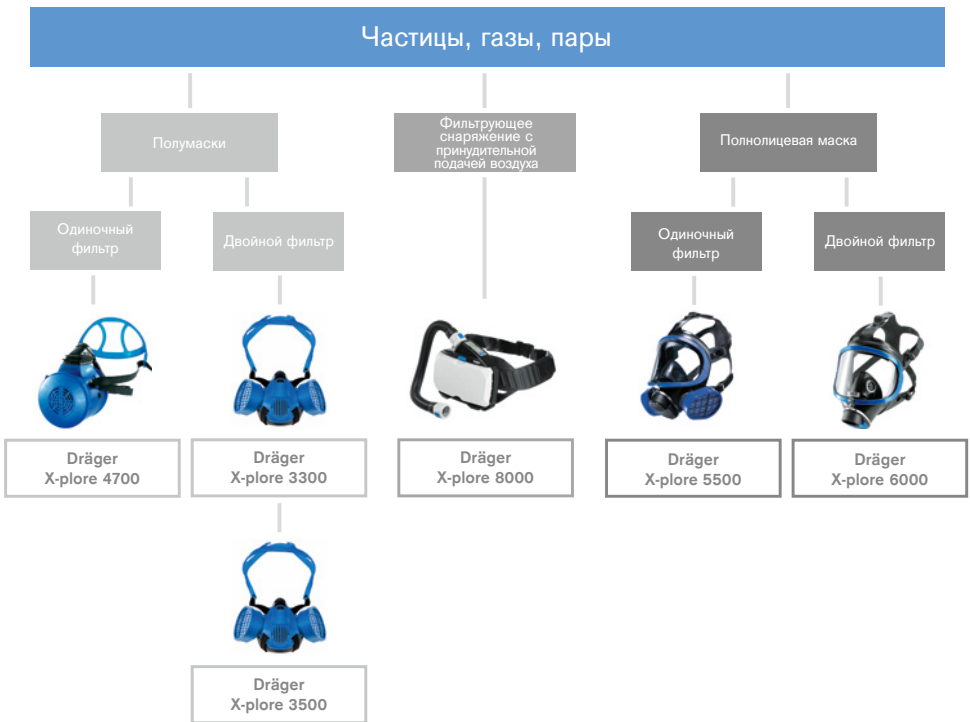 Частицы, газы, пары
Полумаски
Фильтрующее
снаряжение с
принудительной
подачей воздуха
Полнолицевая маска
Одиночный
фильтр
Двойной фильтр
Одиночный
фильтр
Двойной фильтр
Dräger
X-plore 4700
Dräger
X-plore 3300
Dräger
X-plore 8000
Dräger
X-plore 5500
Dräger
X-plore 6000
Dräger
X-plore 3500